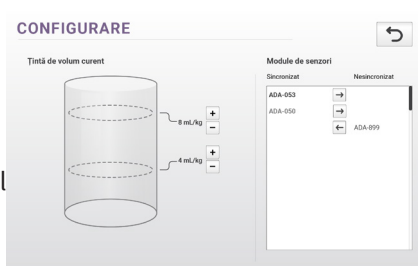 CONFIGURARE
Țintă de volum curent
8 mL/kg
+
−
4 mL/kg
+
−
Module de senzori
Sincronizat Nesincronizat
ADA-053 →
ADA-050 →
← ADA-899